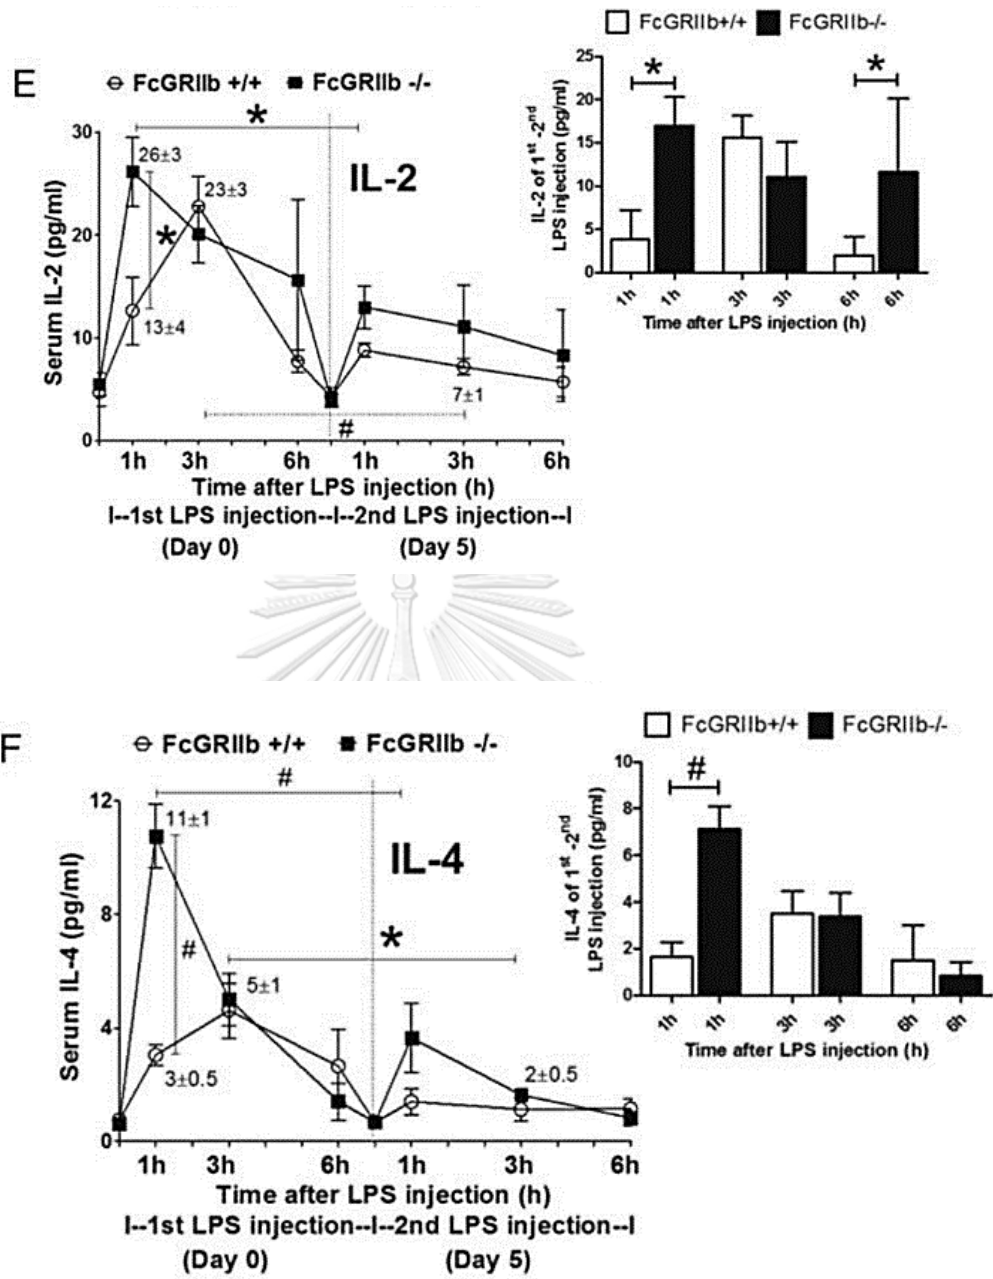 FcGRIIb+/+ FcGRIIb-/-
E
FcGRIIb +/+ FcGRIIb -/-
*
IL-2
26±3
23±3
*
13±4
7±1
#
Serum IL-2 (pg/ml)
30
20
10
0
1h 3h 6h 1h 3h 6h
Time after LPS injection (h)
I--1st LPS injection--I--2nd LPS injection--I
(Day 0) (Day 5)
IL-2 of 1st -2nd
LPS injection (pg/ml)
25
20
15
10
5
0
* *
1h 1h 3h 3h 6h 6h
Time after LPS injection (h)
F
FcGRIIb +/+ FcGRIIb -/-
#
IL-4
11±1
#
*
5±1
3±0.5
2±0.5
Serum IL-4 (pg/ml)
12
8
4
0
1h 3h 6h 1h 3h 6h
Time after LPS injection (h)
I--1st LPS injection--I--2nd LPS injection--I
(Day 0) (Day 5)
FcGRIIb+/+ FcGRIIb-/-
IL-4 of 1st -2nd
LPS injection (pg/ml)
10
8
6
4
2
0
#
1h 1h 3h 3h 6h 6h
Time after LPS injection (h)